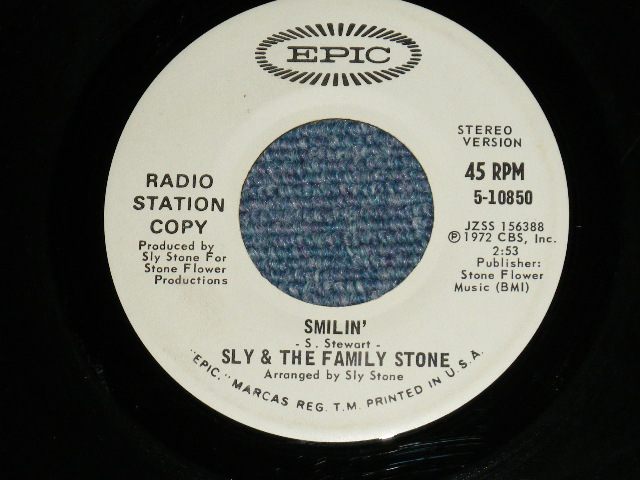 EPIC
STEREO
VERSION
45 RPM
5-10850
RADIO
STATION
COPY
Produced by
Sly Stone For
Stone Flower
Productions
JZSS 156388
℗ 1972 CBS, Inc.
2:53
Publisher:
Stone Flower
Music (BMI)
SMILIN'
- S. Stewart -
SLY & THE FAMILY STONE
Arranged by Sly Stone
"EPIC," MARCAS REG. T.M. PRINTED IN U.S.A.